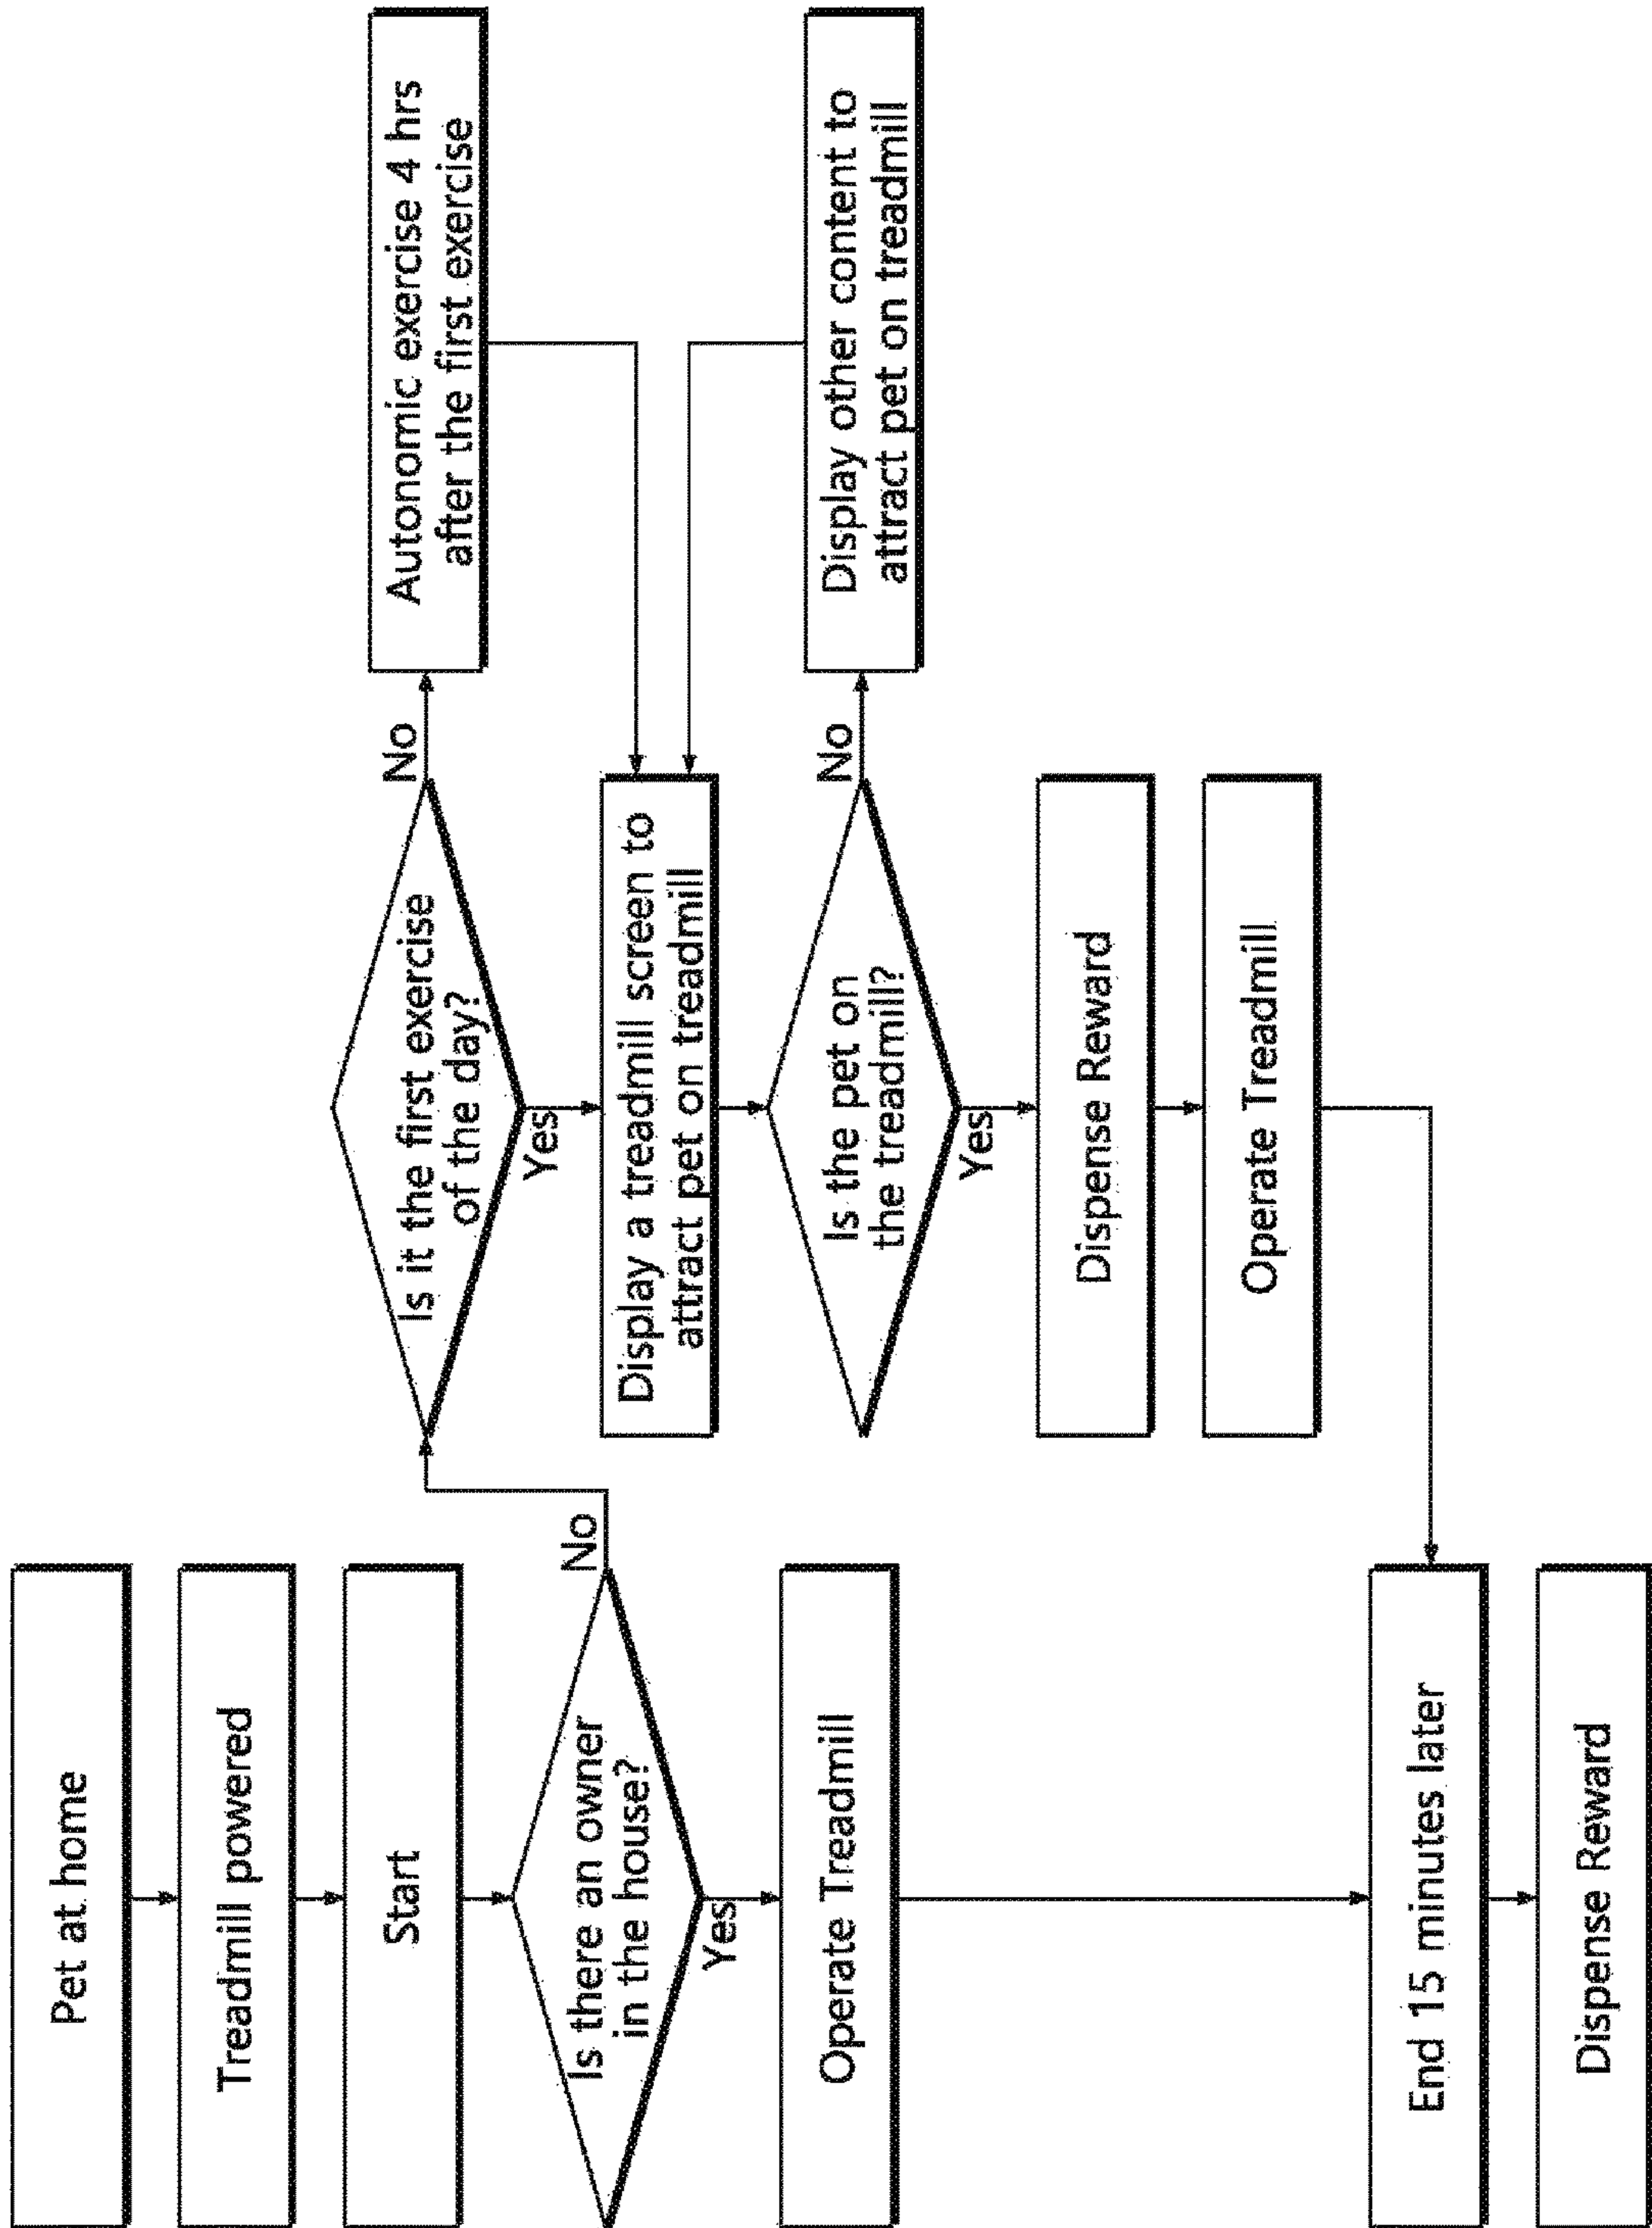 Pet at home
Treadmill powered
Start
Is there an owner
in the house?
No
Yes
Operate Treadmill
End 15 minutes later
Dispense Reward
Is it the first exercise
of the day?
No
Yes
Display a treadmill screen to
attract pet on treadmill
Is the pet on
the treadmill?
No
Yes
Dispense Reward
Operate Treadmill
Autonomic exercise 4 hrs
after the first exercise
Display other content to
attract pet on treadmill